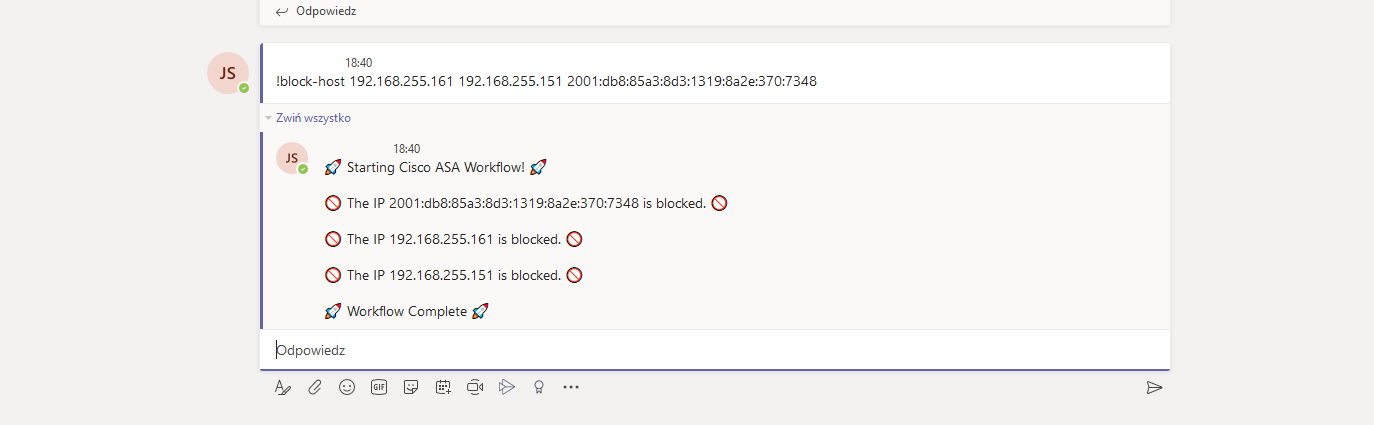 Odpowiedz
JS
18:40
!block-host 192.168.255.161 192.168.255.151 2001:db8:85a3:8d3:1319:8a2e:370:7348
Zwiń wszystko
JS
18:40
🚀 Starting Cisco ASA Workflow! 🚀
🚫 The IP 2001:db8:85a3:8d3:1319:8a2e:370:7348 is blocked. 🚫
🚫 The IP 192.168.255.161 is blocked. 🚫
🚫 The IP 192.168.255.151 is blocked. 🚫
🚀 Workflow Complete 🚀
Odpowiedz
GIF